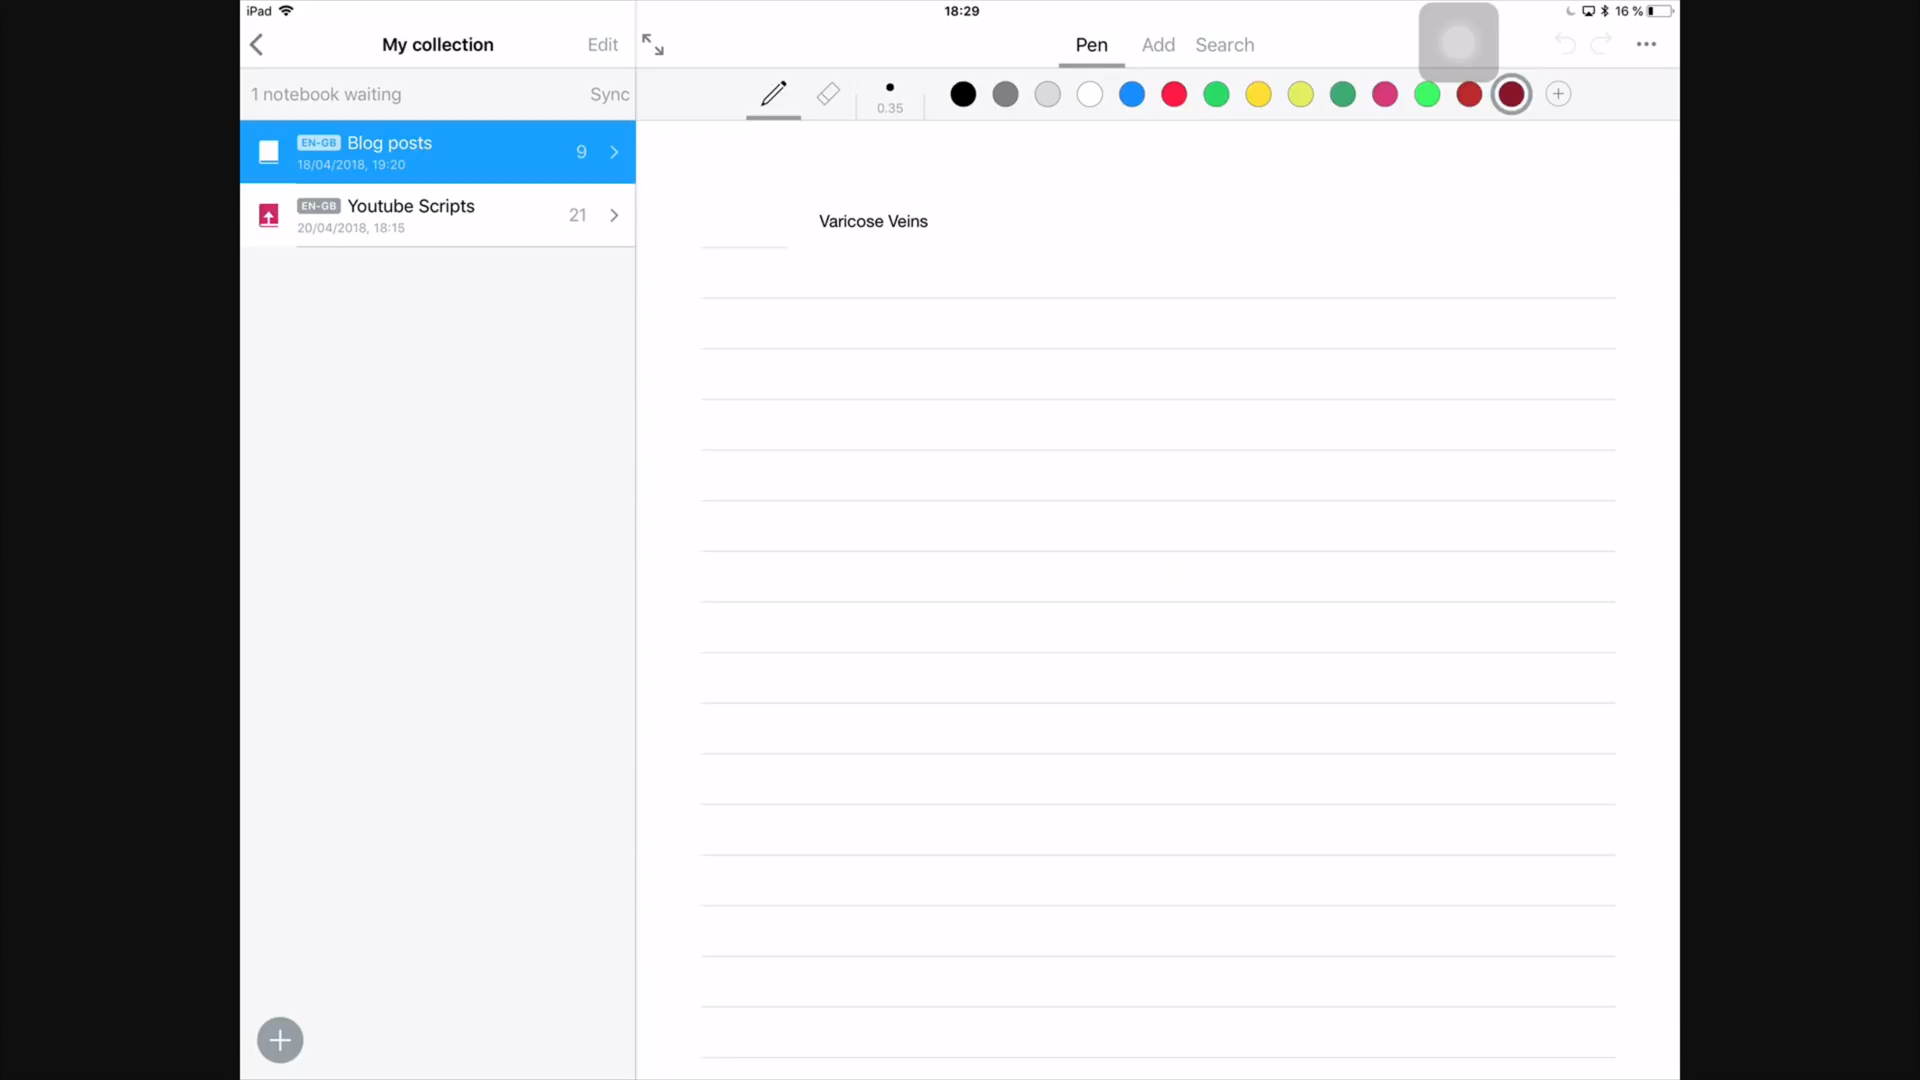 iPad 18:29 16 %
My collection Edit Pen Add Search
1 notebook waiting Sync 0.35
EN-GB Blog posts 9
18/04/2018, 19:20
EN-GB Youtube Scripts 21
20/04/2018, 18:15
Varicose Veins